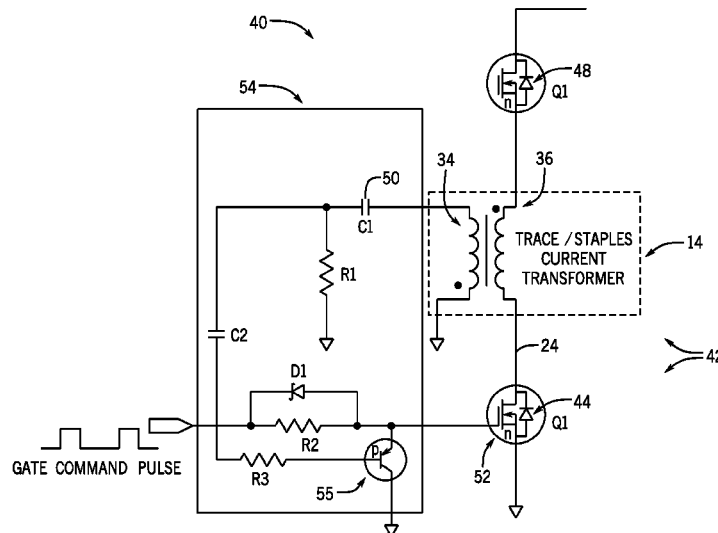 40
54
48
Q1
50
34
36
C1
TRACE / STAPLES
CURRENT
TRANSFORMER
14
R1
C2
24
42
D1
44
Q1
R2
p
n
n
52
GATE COMMAND PULSE
R3
55